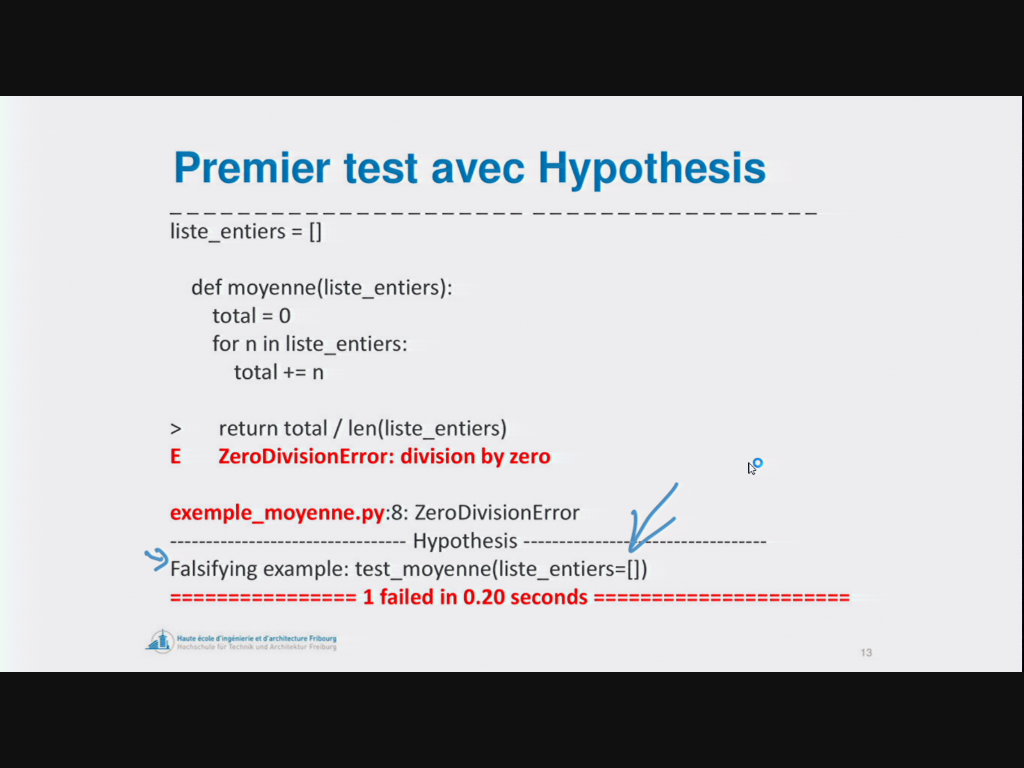 Premier test avec Hypothesis
_ _ _ _ _ _ _ _ _ _ _ _ _ _ _ _ _ _ _ _ _ _ _ _ _ _ _ _ _ _ _ _ _ _ _ _ _ _
liste_entiers = []
def moyenne(liste_entiers):
total = 0
for n in liste_entiers:
total += n
> return total / len(liste_entiers)
E ZeroDivisionError: division by zero
exemple_moyenne.py:8: ZeroDivisionError
--------------------------------- Hypothesis ----------------------------------
Falsifying example: test_moyenne(liste_entiers=[])
================ 1 failed in 0.20 seconds ======================
Haute école d'ingénierie et d'architecture Fribourg
Hochschule für Technik und Architektur Freiburg
13